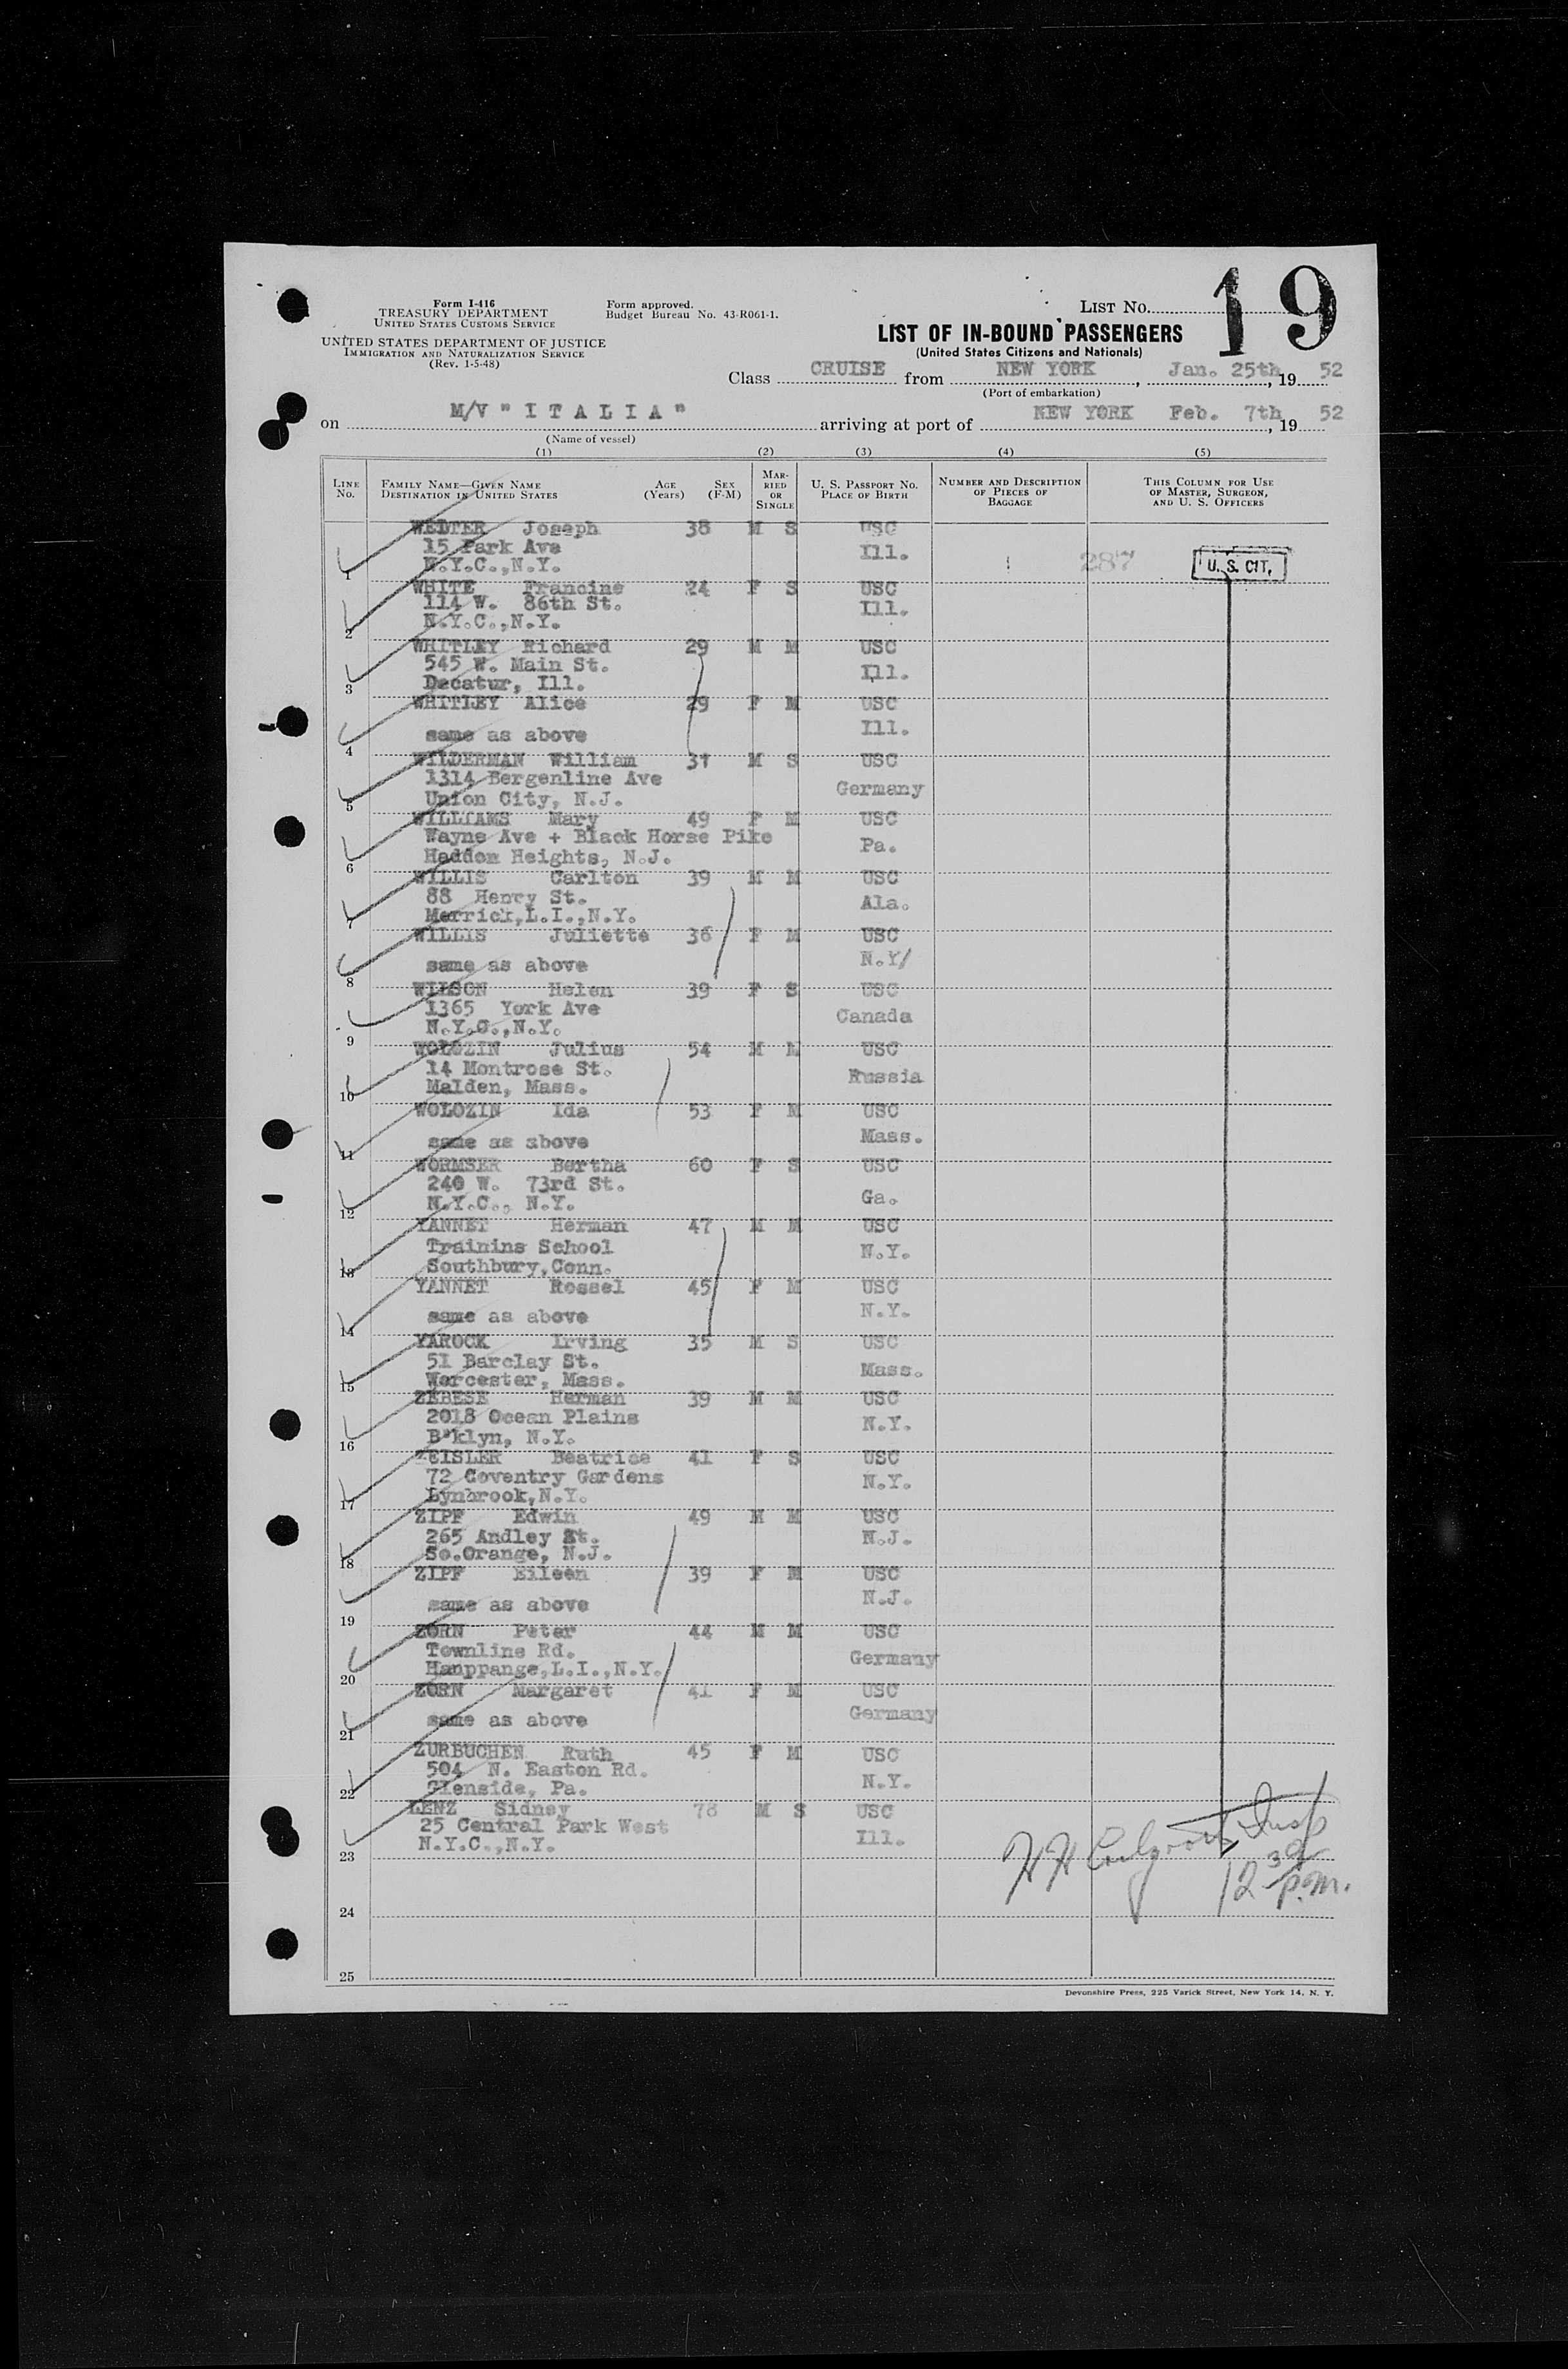 Form I-416
TREASURY DEPARTMENT
UNITED STATES CUSTOMS SERVICE
UNITED STATES DEPARTMENT OF JUSTICE
IMMIGRATION AND NATURALIZATION SERVICE
(Rev. 1-5-48)
Form approved.
Budget Bureau No. 43-R061-1.
LIST No. 19
LIST OF IN-BOUND PASSENGERS
(United States Citizens and Nationals)
Class CRUISE from NEW YORK, Jan. 25th, 19 52
(Port of embarkation)
on M/V "ITALIA" arriving at port of NEW YORK Feb. 7th, 19 52
(Name of vessel)
(1) (2) (3) (4) (5)
LINE No. FAMILY NAME—GIVEN NAME DESTINATION IN UNITED STATES AGE (Years) SEX (F-M) MARRIED OR SINGLE U. S. PASSPORT NO. PLACE OF BIRTH NUMBER AND DESCRIPTION OF PIECES OF BAGGAGE THIS COLUMN FOR USE OF MASTER, SURGEON, AND U. S. OFFICERS
Joseph 38 M S USC
15 Park Ave Ill.
1 N.Y.C.,N.Y. 287 U. S. CIT.
WHITE Francine 24 F S USC
114 W. 86th St. Ill.
2 N.Y.C.,N.Y.
WHITLEY Richard 29 M M USC
545 W. Main St. Ill.
3 Decatur, Ill.
WHITLEY Alice 29 F M USC
Ill.
4 same as above
WILDERMAN William 31 M S USC
1314 Bergenline Ave Germany
5 Union City, N.J.
WILLIAMS Mary 49 F M USC
Wayne Ave + Black Horse Pike Pa.
6 Haddon Heights, N.J.
WILLIS Carlton 39 M M USC
88 Henry St. Ala.
7 Merrick,L.I.,N.Y.
WILLIS Juliette 36 F M USC
N.Y/
8 same as above
WILSON Helen 39 F S USC
1365 York Ave Canada
9 N.Y.C.,N.Y.
WOLOZIN Julius 54 M M USC
14 Montrose St. Russia
10 Malden, Mass.
WOLOZIN Ida 53 F M USC
Mass.
11 same as above
WORMSER Bertha 60 F S USC
240 W. 73rd St. Ga.
12 N.Y.C., N.Y.
YANNET Herman 47 M M USC
Trainins School N.Y.
13 Southbury,Conn.
YANNET Rossel 45 F M USC
N.Y.
14 same as above
YAROCK Irving 35 M S USC
51 Barclay St. Mass.
15 Worcester, Mass.
ZEBESE Herman 39 M M USC
2018 Ocean Plains N.Y.
16 B'klyn, N.Y.
ZEISLER Beatrice 41 F S USC
72 Coventry Gardens N.Y.
17 Lynbrook,N.Y.
ZIPF Edwin 49 M M USC
265 Andley St. N.J.
18 So.Orange, N.J.
ZIPF Eileen 39 F M USC
N.J.
19 same as above
ZORN Peter 44 M M USC
Townline Rd. Germany
20 Hauppange,L.I.,N.Y.
ZORN Margaret 41 F M USC
Germany
21 same as above
ZURBUCHEN Ruth 45 F M USC
504 N. Easton Rd. N.Y.
22 Glenside, Pa.
LENZ Sidney 78 M S USC
25 Central Park West Ill.
23 N.Y.C.,N.Y.
12 30 p.m.
24
25
Devonshire Press, 225 Varick Street, New York 14, N. Y.